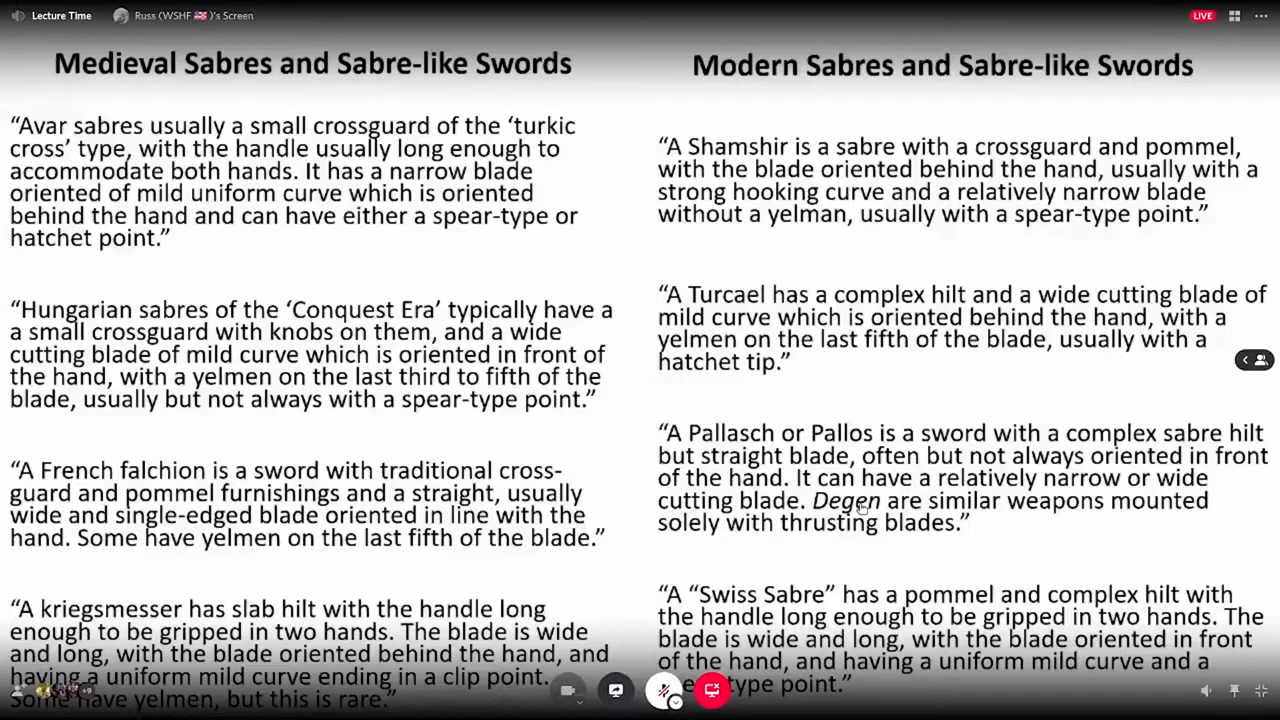 Lecture Time
Russ (WSHF 🇬🇧)'s Screen
LIVE
Medieval Sabres and Sabre-like Swords
“Avar sabres usually a small crossguard of the ‘turkic
cross’ type, with the handle usually long enough to
accommodate both hands. It has a narrow blade
oriented of mild uniform curve which is oriented
behind the hand and can have either a spear-type or
hatchet point.”
“Hungarian sabres of the ‘Conquest Era’ typically have a
a small crossguard with knobs on them, and a wide
cutting blade of mild curve which is oriented in front of
the hand, with a yelmen on the last third to fifth of the
blade, usually but not always with a spear-type point.”
“A French falchion is a sword with traditional cross-
guard and pommel furnishings and a straight, usually
wide and single-edged blade oriented in line with the
hand. Some have yelmen on the last fifth of the blade.”
“A kriegsmesser has slab hilt with the handle long
enough to be gripped in two hands. The blade is wide
and long, with the blade oriented behind the hand, and
having a uniform mild curve ending in a clip point.
Some have yelmen, but this is rare.”
+9
Modern Sabres and Sabre-like Swords
“A Shamshir is a sabre with a crossguard and pommel,
with the blade oriented behind the hand, usually with a
strong hooking curve and a relatively narrow blade
without a yelman, usually with a spear-type point.”
“A Turcael has a complex hilt and a wide cutting blade of
mild curve which is oriented behind the hand, with a
yelmen on the last fifth of the blade, usually with a
hatchet tip.”
“A Pallasch or Pallos is a sword with a complex sabre hilt
but straight blade, often but not always oriented in front
of the hand. It can have a relatively narrow or wide
cutting blade. Degen are similar weapons mounted
solely with thrusting blades.”
“A “Swiss Sabre” has a pommel and complex hilt with
the handle long enough to be gripped in two hands. The
blade is wide and long, with the blade oriented in front
of the hand, and having a uniform mild curve and a
type point.”